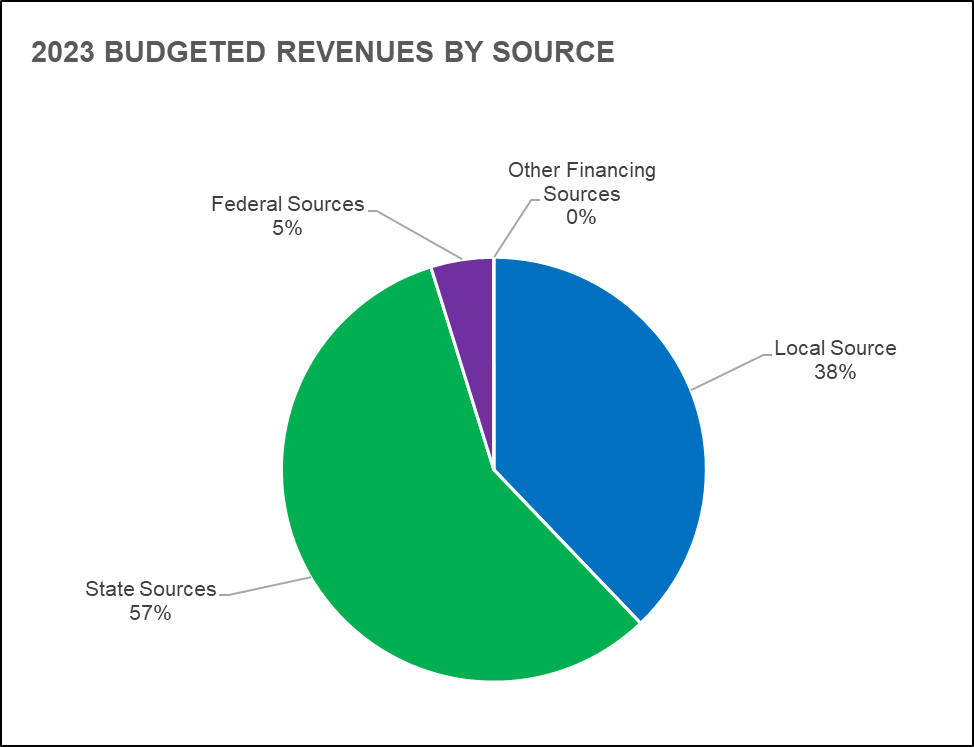 2023 BUDGETED REVENUES BY SOURCE
Other Financing
Sources
0%
Federal Sources
5%
Local Source
38%
State Sources
57%